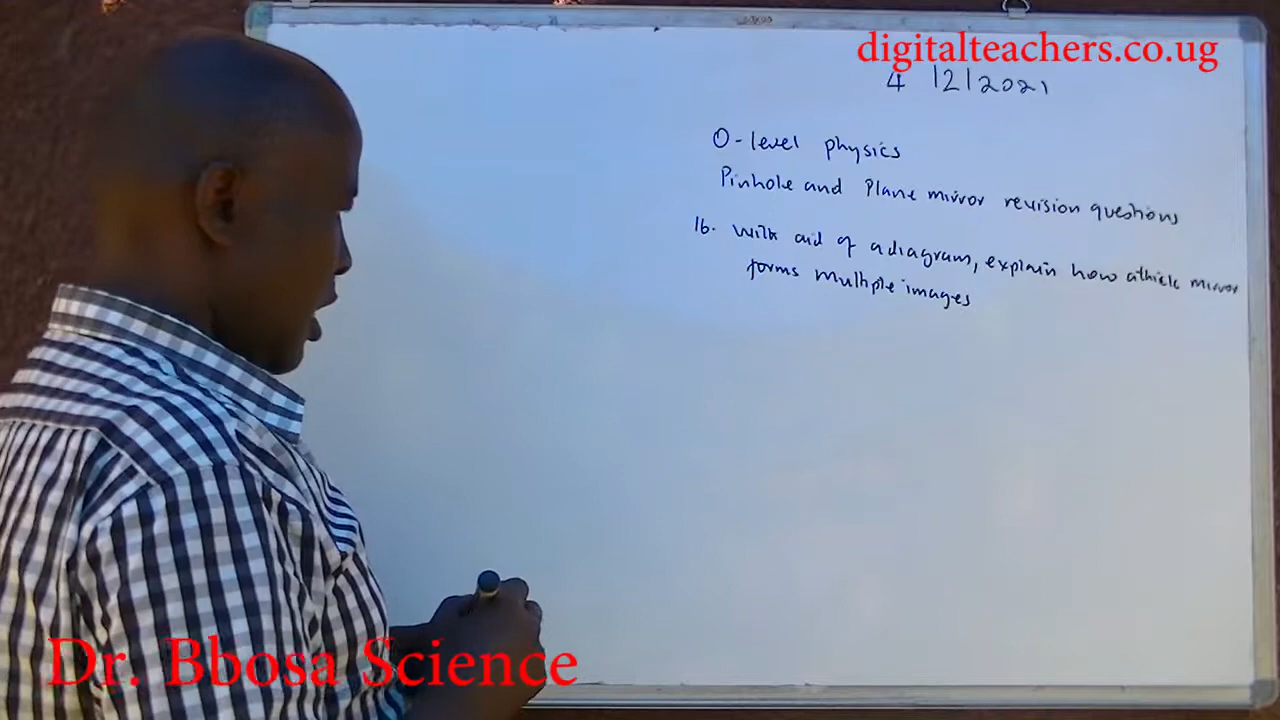 digitalteachers.co.ug
4 12/2021
O-level physics
Pinhole and Plane mirror revision questions
16. With aid of a diagram, explain how a thick mirror
forms multiple images
Dr. Bbosa Science